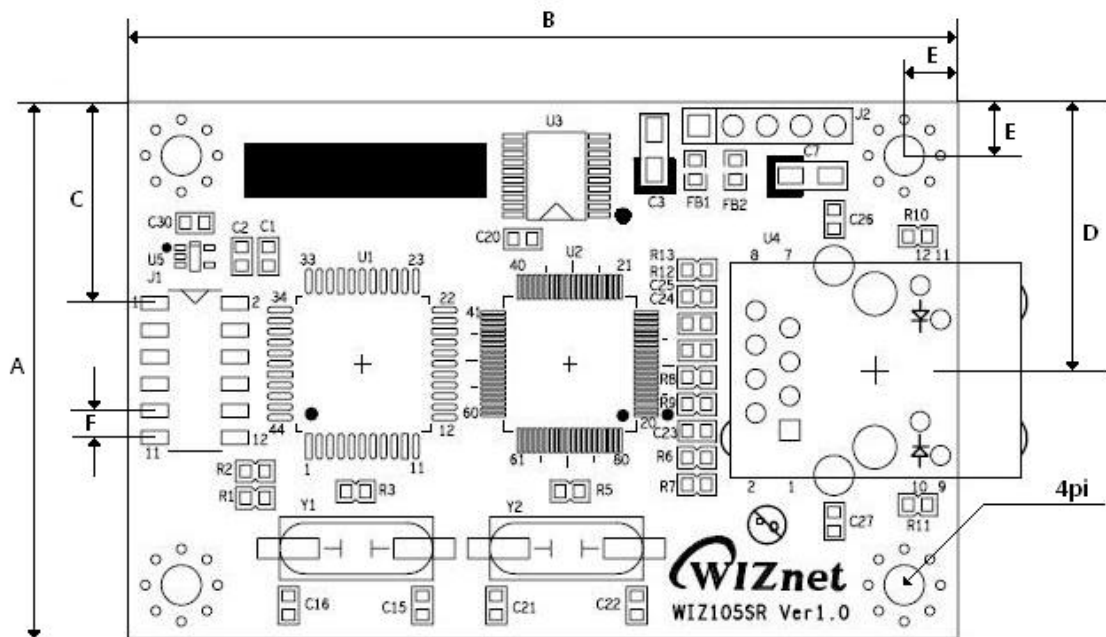 B
E
E
J2
U3
C7
C
C3
FB1
FB2
C26
R10
D
C30
C2
C1
C20
U4
U5
J1
U1
U2
R13
8
7
12
11
33
23
40
21
R12
C25
C24
1
2
34
22
41
A
R8
R9
F
60
20
44
12
C23
11
12
1
11
61
80
R6
R2
R3
R5
R7
2
1
10
9
R1
4pi
Y1
Y2
C27
R11
WIZnet
C16
C15
C21
C22
WIZ105SR Ver1.0